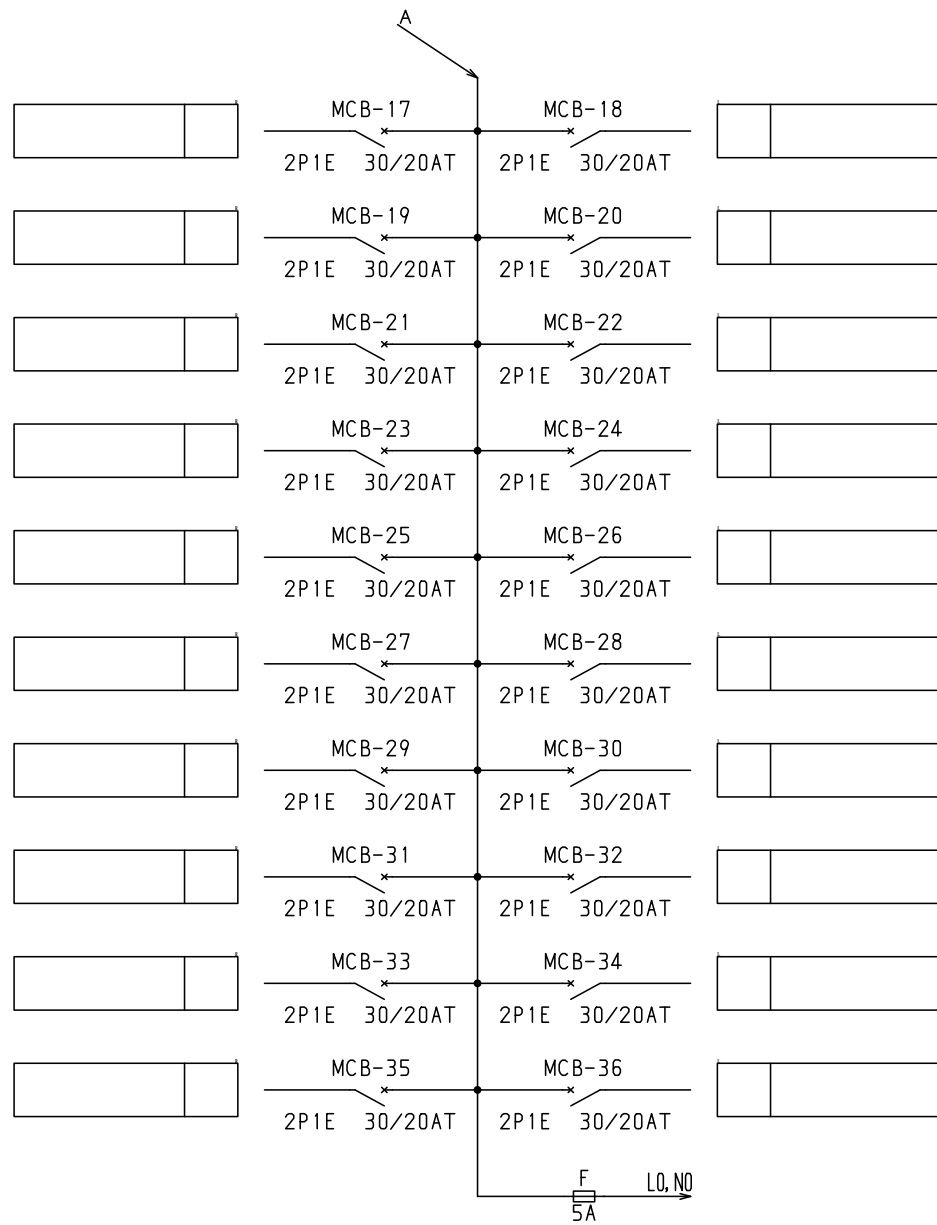 A
MCB-17 MCB-18
2P1E 30/20AT 2P1E 30/20AT
MCB-19 MCB-20
2P1E 30/20AT 2P1E 30/20AT
MCB-21 MCB-22
2P1E 30/20AT 2P1E 30/20AT
MCB-23 MCB-24
2P1E 30/20AT 2P1E 30/20AT
MCB-25 MCB-26
2P1E 30/20AT 2P1E 30/20AT
MCB-27 MCB-28
2P1E 30/20AT 2P1E 30/20AT
MCB-29 MCB-30
2P1E 30/20AT 2P1E 30/20AT
MCB-31 MCB-32
2P1E 30/20AT 2P1E 30/20AT
MCB-33 MCB-34
2P1E 30/20AT 2P1E 30/20AT
MCB-35 MCB-36
2P1E 30/20AT 2P1E 30/20AT
F L0,N0
5A